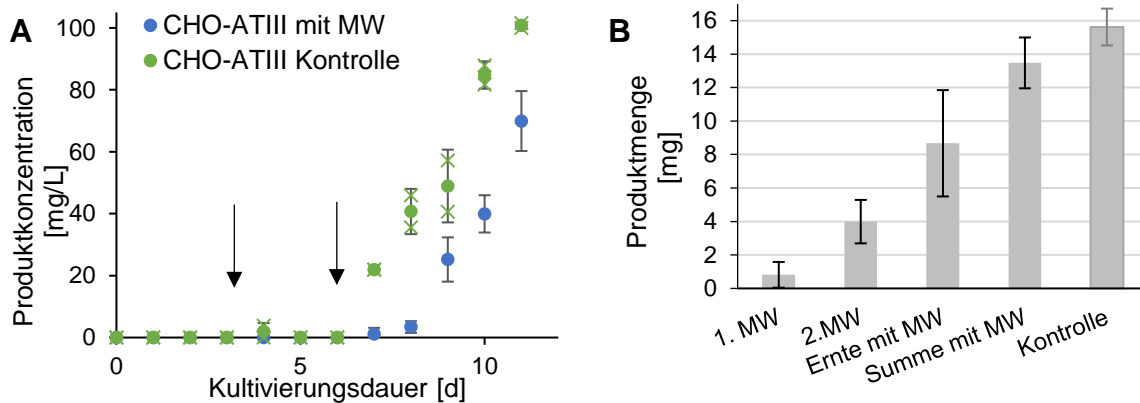 A
CHO-ATIII mit MW
CHO-ATIII Kontrolle
Produktkonzentration
[mg/L]
100
80
60
40
20
0
0
5
10
Kultivierungsdauer [d]
B
Produktmenge
[mg]
16
14
12
10
8
6
4
2
0
1. MW
2.MW
Ernte mit MW
Summe mit MW
Kontrolle